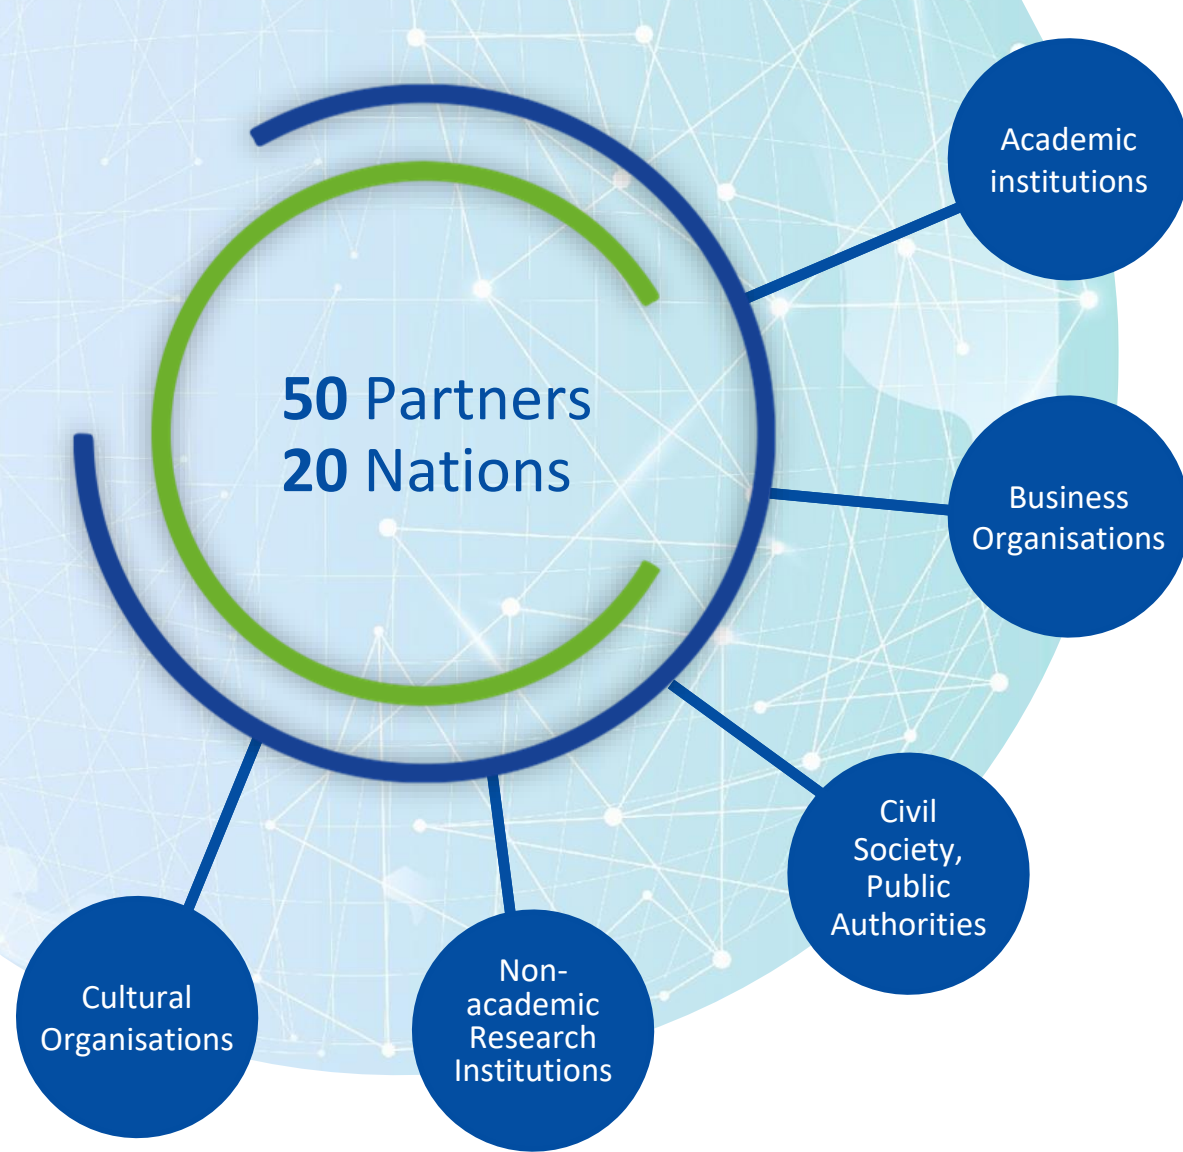 Academic
institutions
50 Partners
20 Nations
Business
Organisations
Civil
Society,
Public
Authorities
Non-
academic
Research
Institutions
Cultural
Organisations